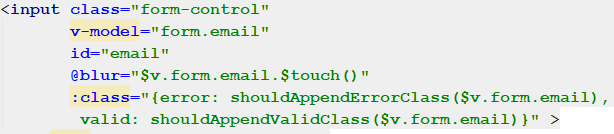 <input class="form-control"
v-model="form.email"
id="email"
@blur="$v.form.email.$touch()"
:class="{error: shouldAppendErrorClass($v.form.email),
valid: shouldAppendValidClass($v.form.email)}" >